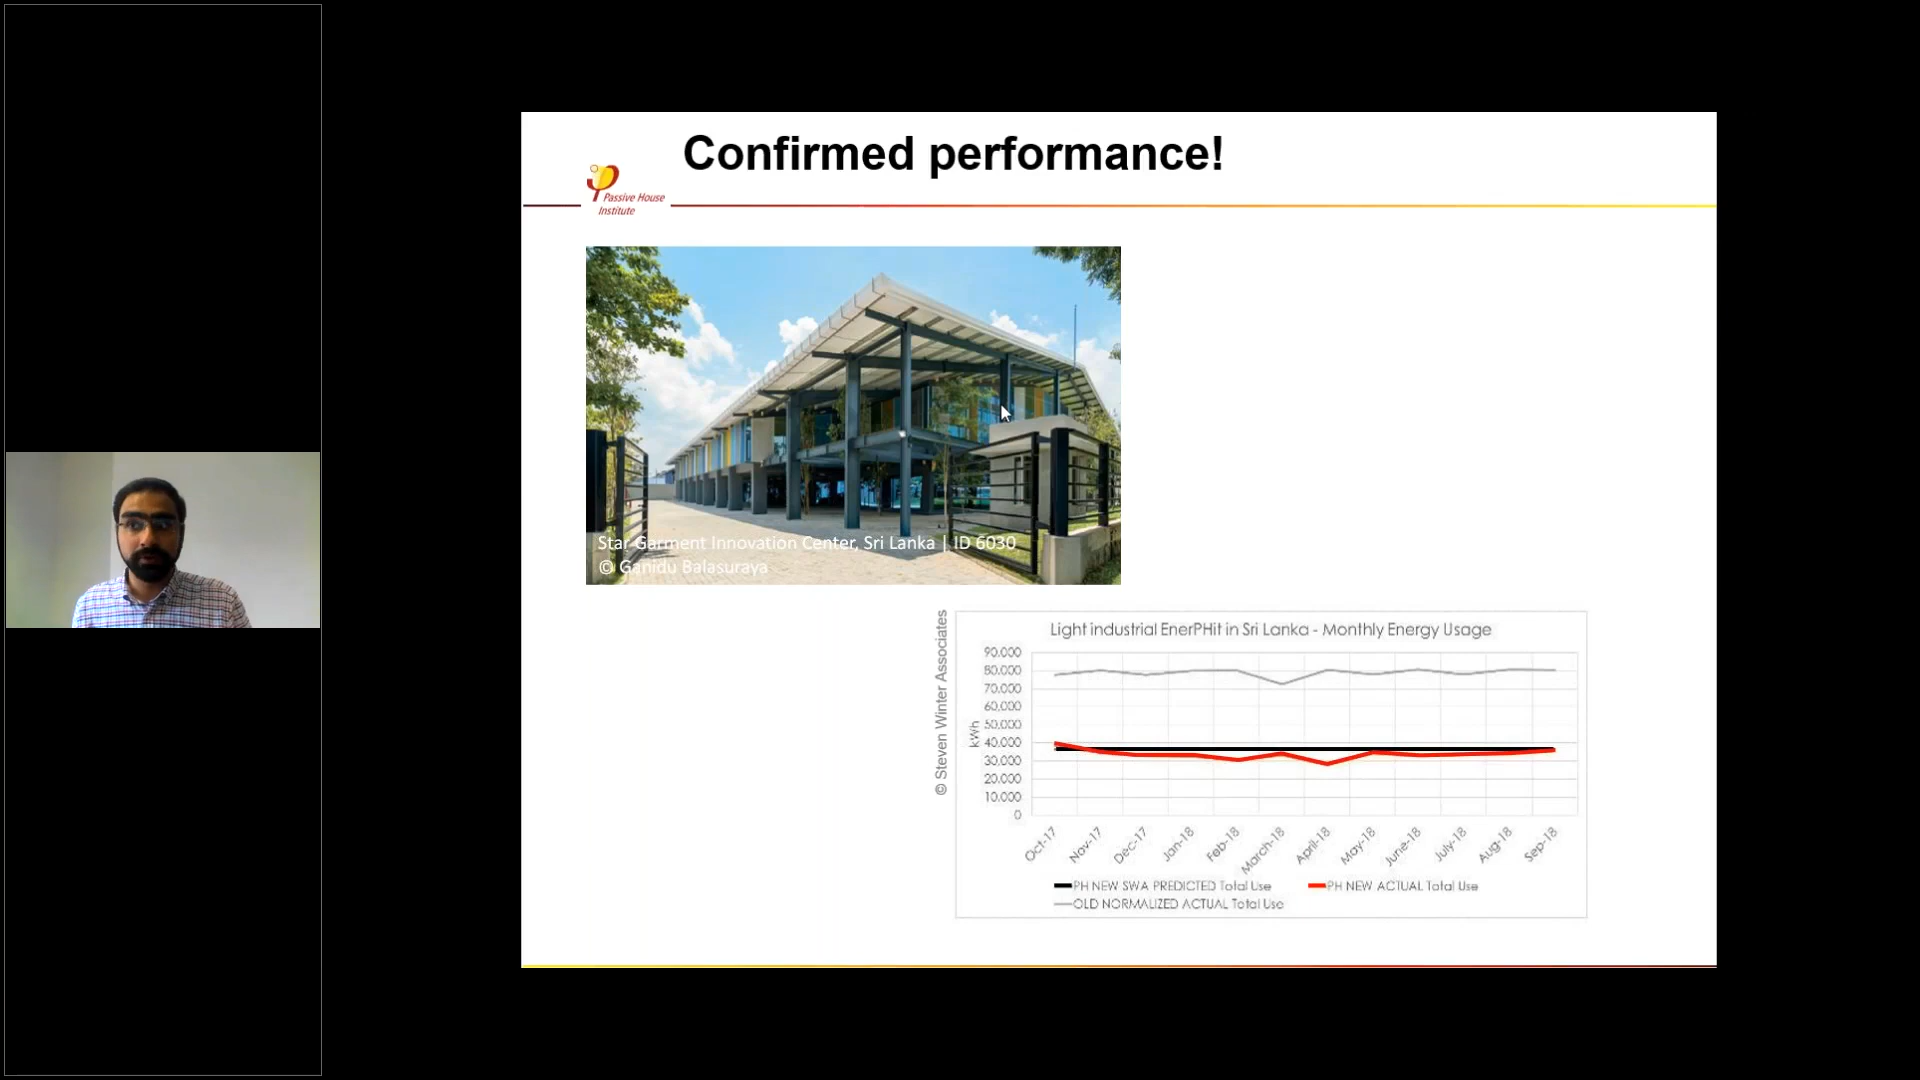 Confirmed performance!
Passive House
Institute
Star Garment Innovation Center, Sri Lanka | ID 6030
© Ganidu Balasuraya
© Steven Winter Associates
Light industrial EnerPHit in Sri Lanka - Monthly Energy Usage
kWh
90.000
80.000
70.000
60.000
50.000
40.000
30.000
20.000
10.000
0
Oct-17
Nov-17
Dec-17
Jan-18
Feb-18
March-18
April-18
May-18
June-18
July-18
Aug-18
Sep-18
PH NEW SWA PREDICTED Total Use
PH NEW ACTUAL Total Use
OLD NORMALIZED ACTUAL Total Use